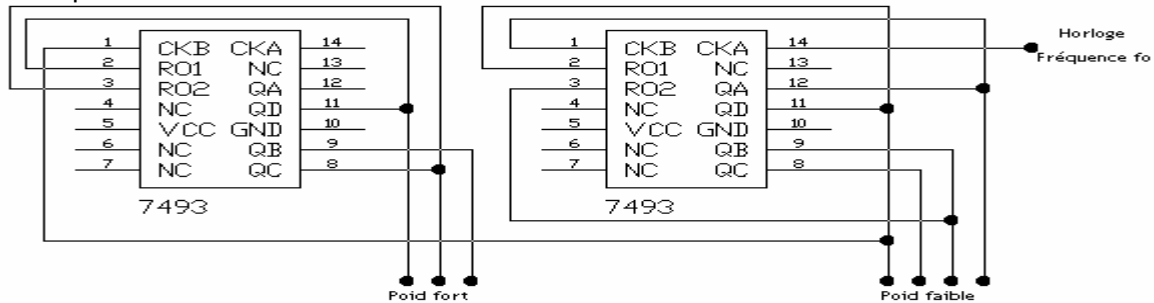 Horloge
Fréquence fo
1 CKB CKA 14
2 RO1 NC 13
3 RO2 QA 12
4 NC QD 11
5 VCC GND 10
6 NC QB 9
7 NC QC 8
7493
1 CKB CKA 14
2 RO1 NC 13
3 RO2 QA 12
4 NC QD 11
5 VCC GND 10
6 NC QB 9
7 NC QC 8
7493
Poid fort
Poid faible